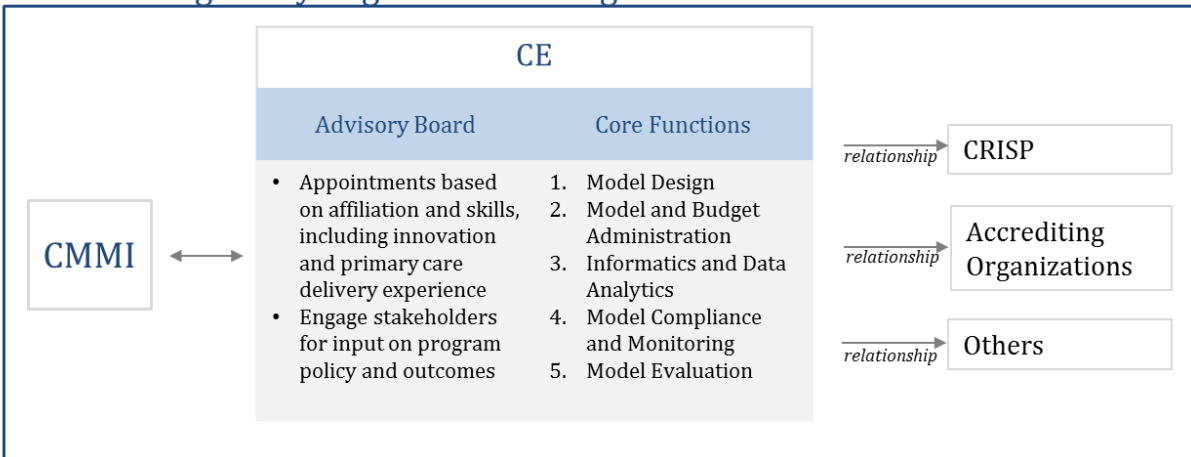 CE
Advisory Board
Core Functions
• Appointments based
on affiliation and skills,
including innovation
and primary care
delivery experience
• Engage stakeholders
for input on program
policy and outcomes
1. Model Design
2. Model and Budget
Administration
3. Informatics and Data
Analytics
4. Model Compliance
and Monitoring
5. Model Evaluation
CMMI
relationship
CRISP
relationship
Accrediting
Organizations
relationship
Others